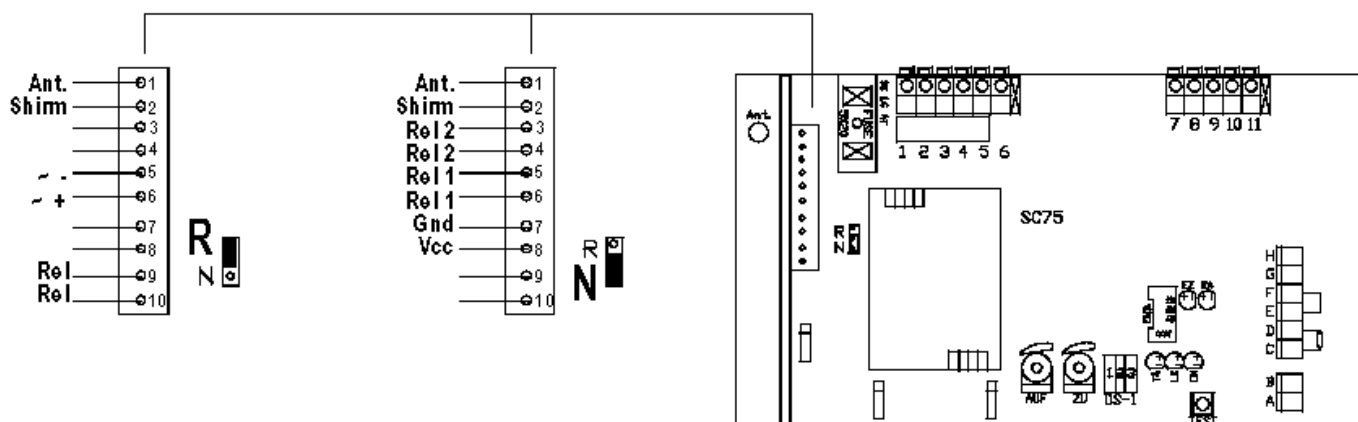 Ant. 1
Shirm 2
3
4
~ - 5
~ + 6
7
8
Rel 9
Rel 10
R
N
Ant. 1
Shirm 2
Rel 2 3
Rel 2 4
Rel 1 5
Rel 1 6
Gnd 7
Vcc 8
9
10
R
N
Ant.
FUSE
1 2 3 4 5 6
7 8 9 10 11
SC75
H
G
F
E
D
C
B
A
AUF
ZU
DS-1
TEST